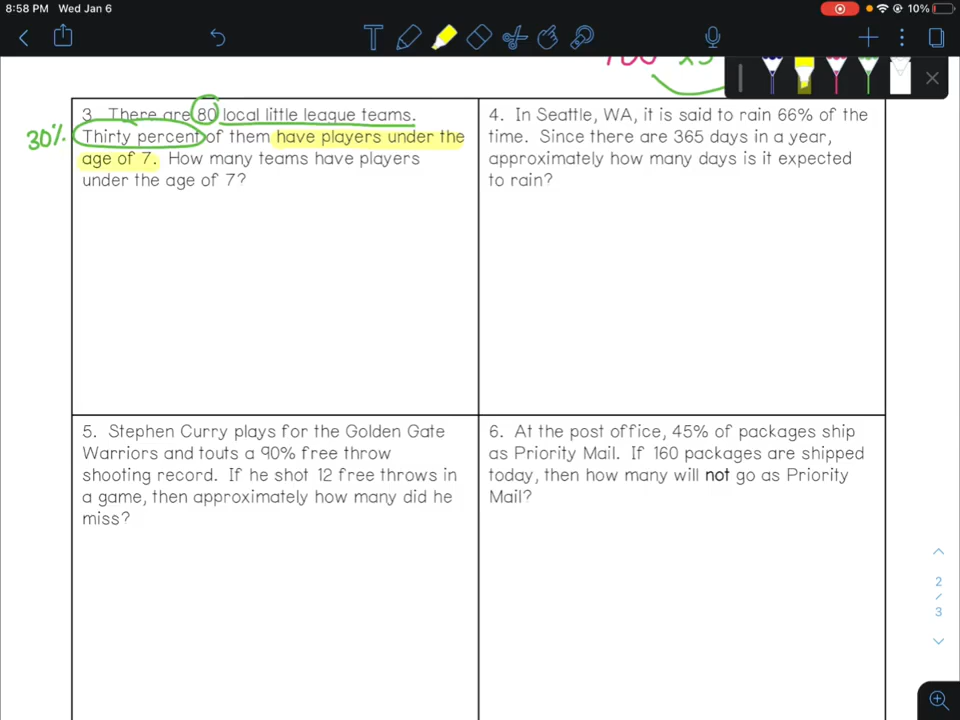 8:58 PM Wed Jan 6
10%
3. There are 80 local little league teams.
30%
Thirty percent of them have players under the
age of 7. How many teams have players
under the age of 7?
4. In Seattle, WA, it is said to rain 66% of the
time. Since there are 365 days in a year,
approximately how many days is it expected
to rain?
5. Stephen Curry plays for the Golden Gate
Warriors and touts a 90% free throw
shooting record. If he shot 12 free throws in
a game, then approximately how many did he
miss?
6. At the post office, 45% of packages ship
as Priority Mail. If 160 packages are shipped
today, then how many will not go as Priority
Mail?
2
/
3